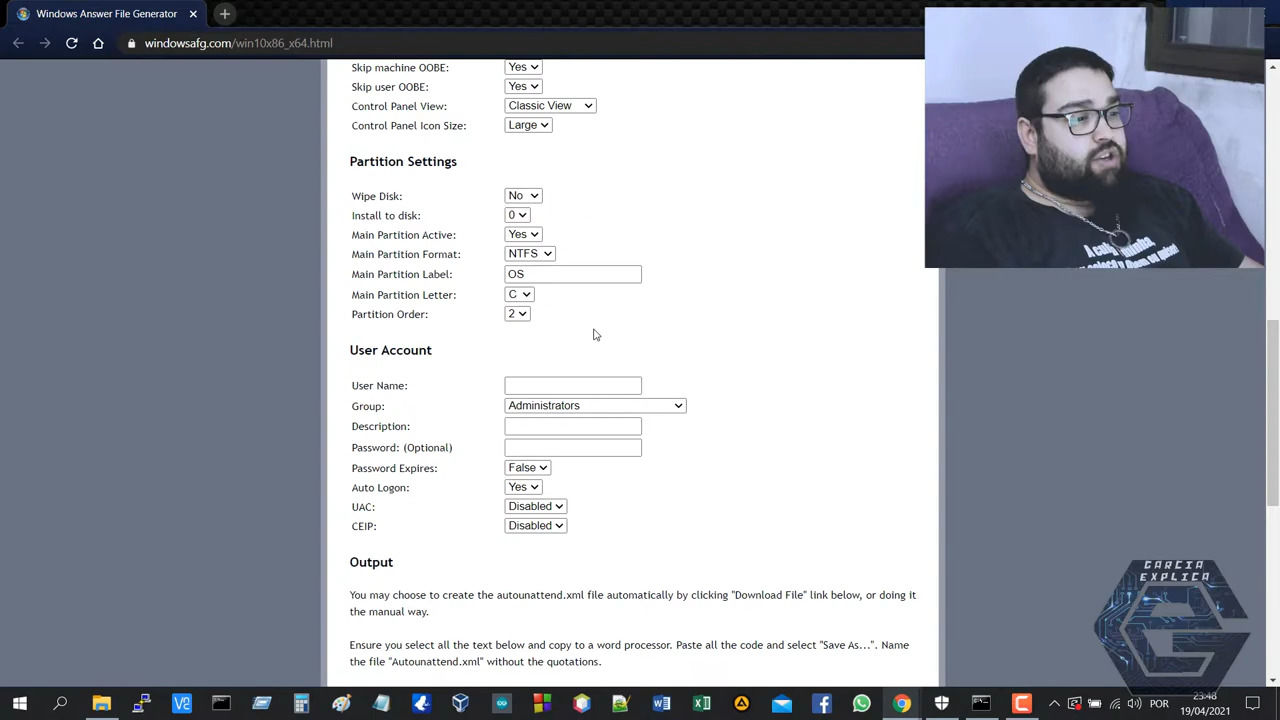 Windows Answer File Generator
windowsafg.com/win10x86_x64.html
Skip machine OOBE: Yes
Skip user OOBE: Yes
Control Panel View: Classic View
Control Panel Icon Size: Large
Partition Settings
Wipe Disk: No
Install to disk: 0
Main Partition Active: Yes
Main Partition Format: NTFS
Main Partition Label: OS
Main Partition Letter: C
Partition Order: 2
User Account
User Name:
Group: Administrators
Description:
Password: (Optional)
Password Expires: False
Auto Logon: Yes
UAC: Disabled
CEIP: Disabled
Output
You may choose to create the autounattend.xml file automatically by clicking "Download File" link below, or doing it
the manual way.
Ensure you select all the text below and copy to a word processor. Paste all the code and select "Save As...". Name
the file "Autounattend.xml" without the quotations.
GARCIA
EXPLICA
POR
23:48
19/04/2021